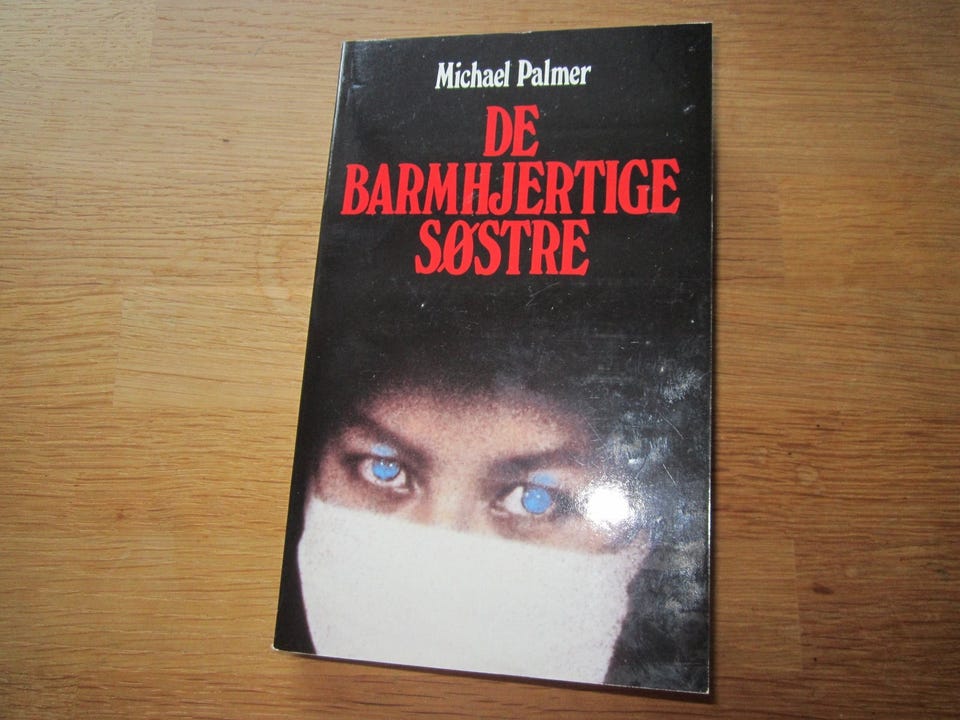 Michael Palmer
DE
BARMHJERTIGE
SØSTRE